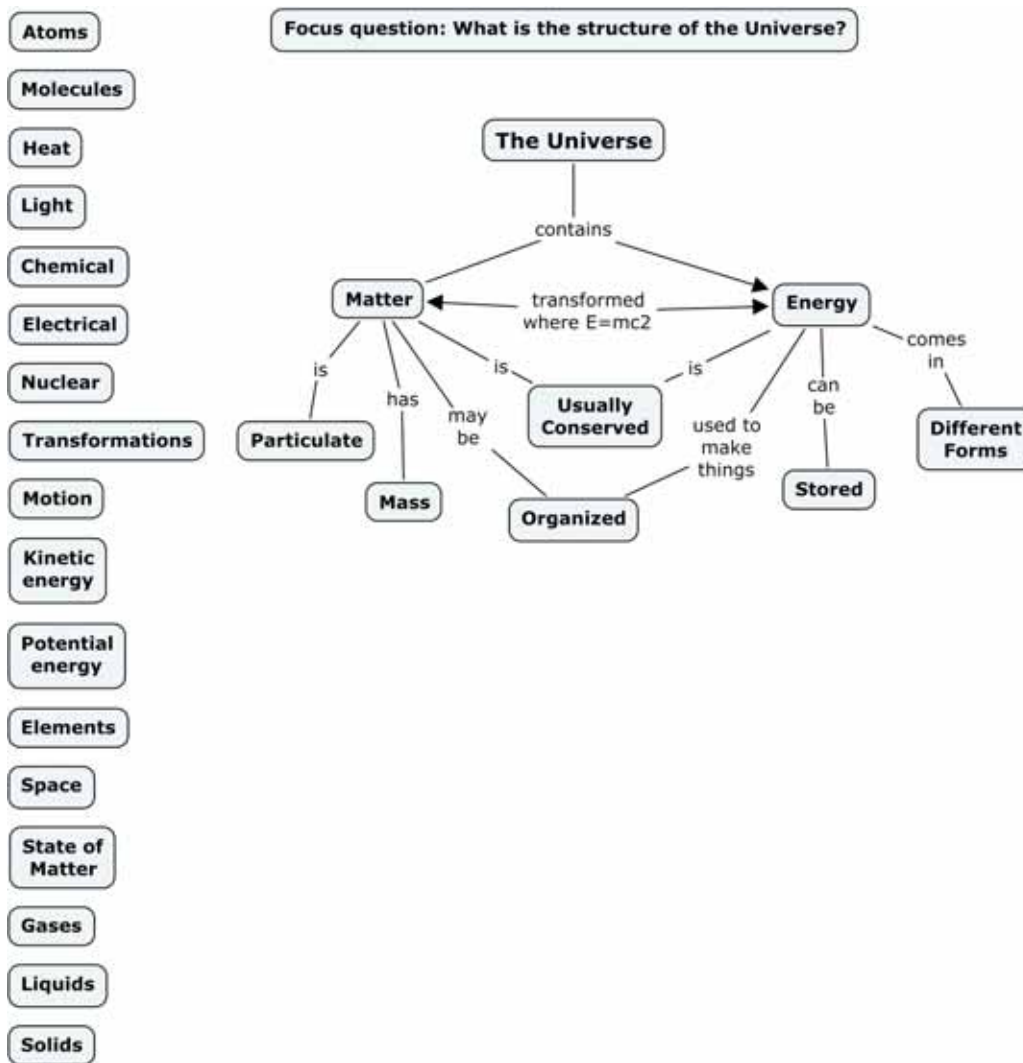 Focus question: What is the structure of the Universe?
Atoms
Molecules
Heat
Light
Chemical
Electrical
Nuclear
Transformations
Motion
Kinetic
energy
Potential
energy
Elements
Space
State of
Matter
Gases
Liquids
Solids
The Universe
contains
Matter
transformed
where E=mc2
Energy
is
has
may
be
is
is
used to
make
things
can
be
comes
in
Particulate
Mass
Organized
Usually
Conserved
Stored
Different
Forms